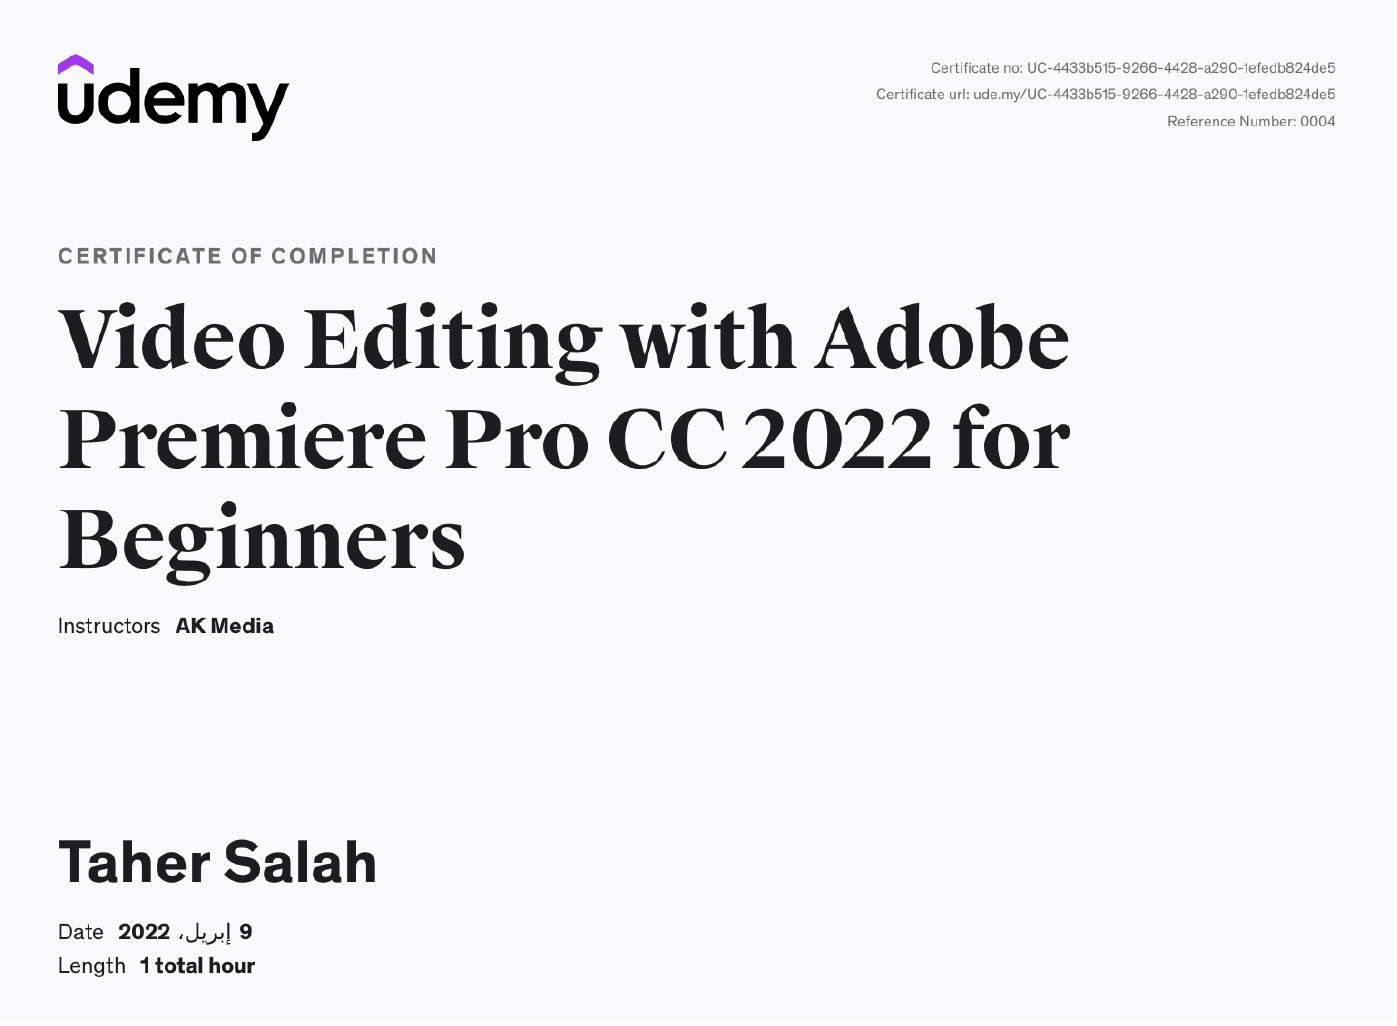 udemy
Certificate no: UC-4433b515-9266-4428-a290-1efedb824de5
Certificate url: ude.my/UC-4433b515-9266-4428-a290-1efedb824de5
Reference Number: 0004
CERTIFICATE OF COMPLETION
Video Editing with Adobe
Premiere Pro CC 2022 for
Beginners
Instructors AK Media
Taher Salah
Date 9 إبريل، 2022
Length 1 total hour